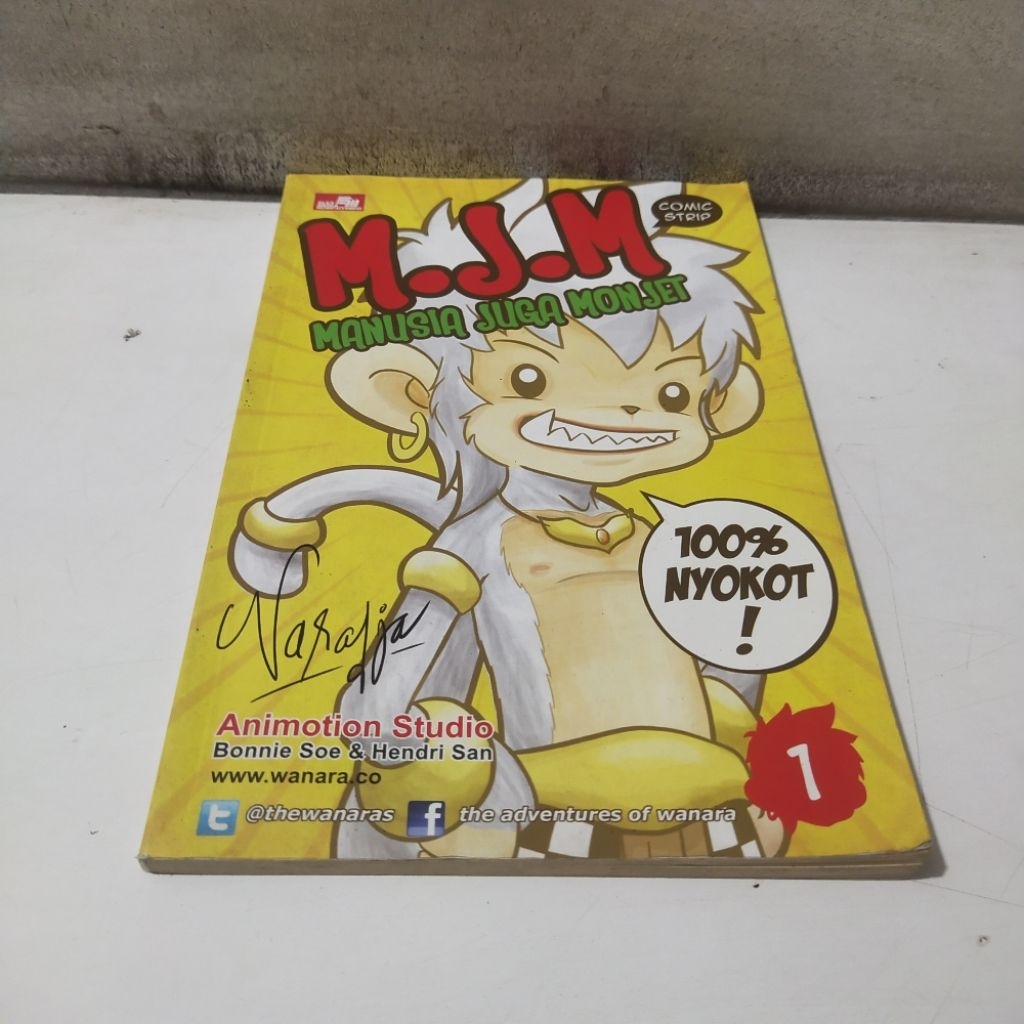 M.J.M
COMIC
STRIP
MANUSIA JUGA MONJET
100%
NYOKOT
!
Animotion Studio
Bonnie Soe & Hendri San
www.wanara.co
@thewanaras
the adventures of wanara
1